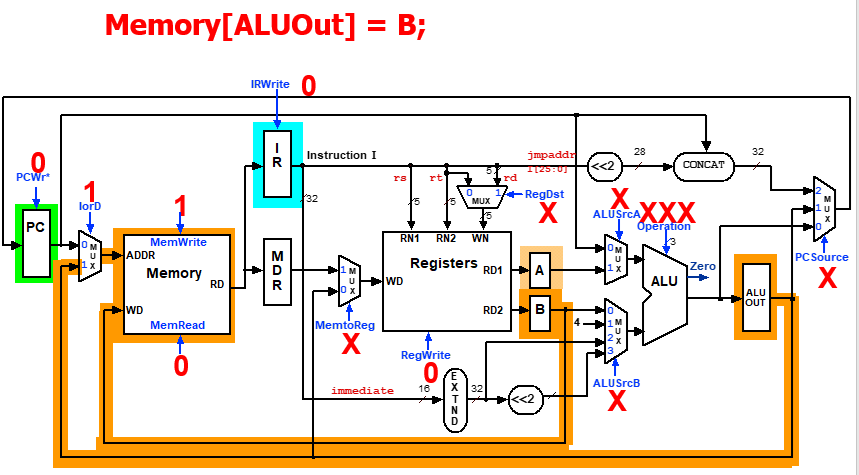 Memory[ALUOut] = B;
IRWrite 0
0
PCWr*
1
IorD
1
PC
0
1
M
U
X
MemWrite
ADDR
Memory
RD
WD
MemRead
0
I
R
Instruction I
32
M
D
R
1
0
M
U
X
MemtoReg
X
rs
rt
rd
5
5
5
0
1
MUX
RegDst
X
5
RN1
RN2
WN
Registers
WD
RD1
RD2
RegWrite
0
A
B
4
immediate
16
E
X
T
N
D
32
<<2
jmpaddr
I[25:0]
<<2
28
CONCAT
32
X
ALUSrcA
0
1
M
U
X
XXX
Operation
3
ALU
Zero
0
1
2
3
M
U
X
ALUSrcB
X
ALU
OUT
2
1
0
M
U
X
PCSource
X